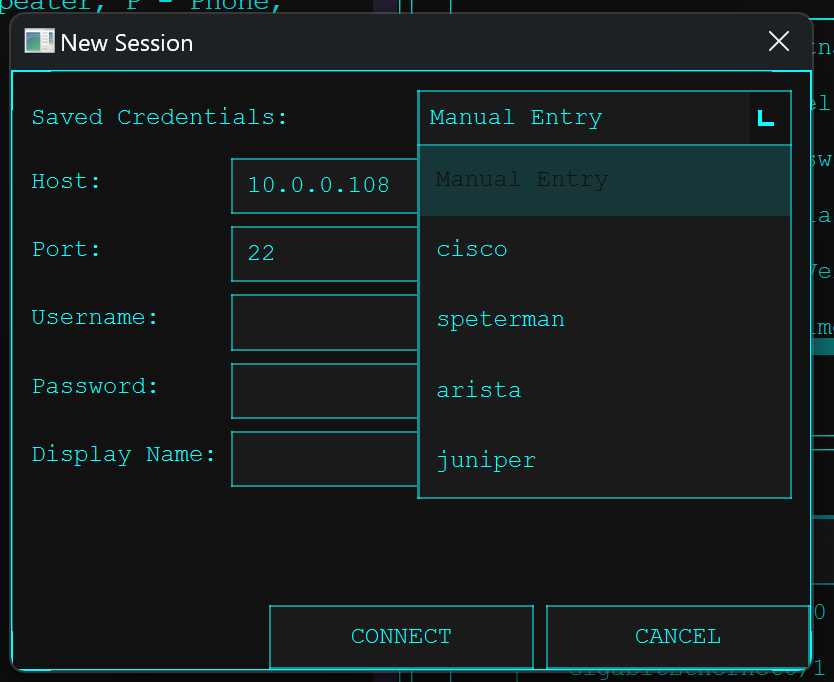 peater, P - Phone,
New Session
Saved Credentials:
Manual Entry
Host:
10.0.0.108
Manual Entry
Port:
22
cisco
Username:
speterman
Password:
arista
Display Name:
juniper
CONNECT
CANCEL